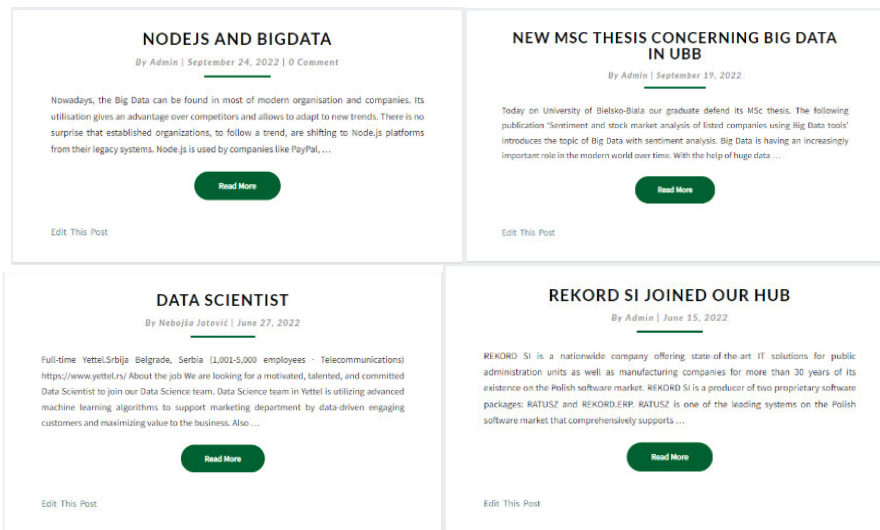 NODEJS AND BIGDATA
By Admin | September 24, 2022 | 0 Comment
Nowadays, the Big Data can be found in most of modern organisation and companies. Its
utilisation gives an advantage over competitors and allows to adapt to new trends. There is no
surprise that established organizations, to follow a trend, are shifting to Node.js platforms
from their legacy systems. Node.js is used by companies like PayPal, …
Read More
Edit This Post
NEW MSC THESIS CONCERNING BIG DATA
IN UBB
By Admin | September 19, 2022
Today on University of Bielsko-Biala our graduate defend its MSc thesis. The following
publication 'Sentiment and stock market analysis of listed companies using Big Data tools'
introduces the topic of Big Data with sentiment analysis. Big Data is having an increasingly
important role in the modern world over time. With the help of huge data …
Read More
Edit This Post
DATA SCIENTIST
By Nebojša Jotović | June 27, 2022
Full-time Yettel.Srbija Belgrade, Serbia (1,001-5,000 employees · Telecommunications)
https://www.yettel.rs/ About the job We are looking for a motivated, talented, and committed
Data Scientist to join our Data Science team. Data Science team in Yettel is utilizing advanced
machine learning algorithms to support marketing department by data-driven engaging
customers and maximizing value to the business. Also …
Read More
Edit This Post
REKORD SI JOINED OUR HUB
By Admin | June 15, 2022
REKORD SI is a nationwide company offering state-of-the-art IT solutions for public
administration units as well as manufacturing companies for more than 30 years of its
existence on the Polish software market. REKORD SI is a producer of two proprietary software
packages: RATUSZ and REKORD.ERP. RATUSZ is one of the leading systems on the Polish
software market that comprehensively supports …
Read More
Edit This Post